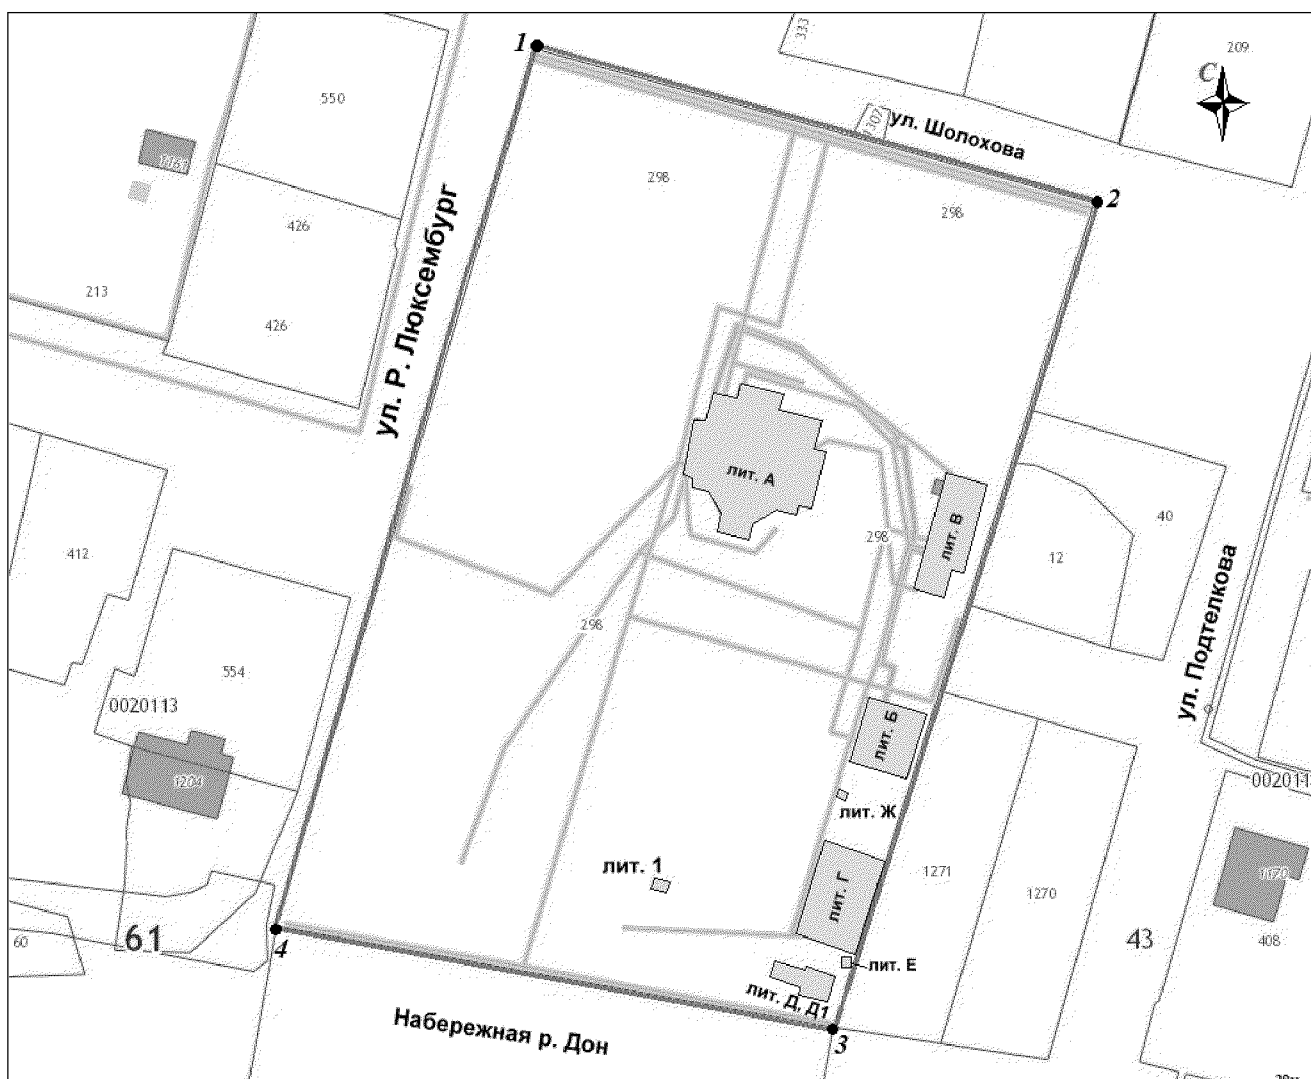 1
333
209
С
550
1307
ул. Шолохова
298
2
298
426
213
426
ул. Р. Люксембург
лит. А
лит. В
298
40
12
412
298
554
ул. Подтелкова
0020113
лит. Б
1204
лит. Ж
лит. 1
лит. Г
1271
1270
1170
61
60
4
43
408
лит. Е
лит. Д, Д1
Набережная р. Дон
3